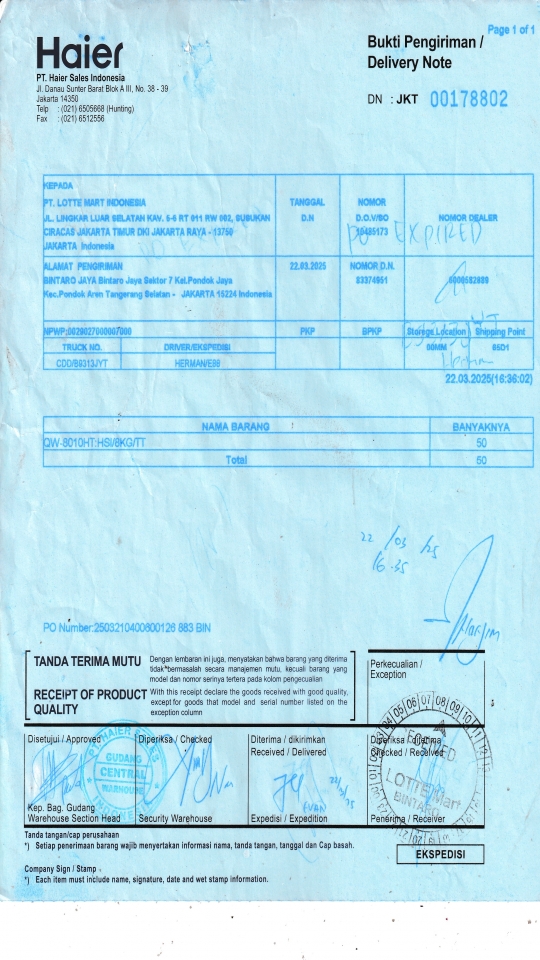 Page 1 of 1
Haier
Bukti Pengiriman /
Delivery Note
PT. Haier Sales Indonesia
Jl. Danau Sunter Barat Blok A III, No. 38 - 39
Jakarta 14350
Telp : (021) 6505668 (Hunting)
Fax : (021) 6512556
DN : JKT 00178802
KEPADA
PT. LOTTE MART INDONESIA
JL. LINGKAR LUAR SELATAN KAV. 5-6 RT 011 RW 002, SUSUKAN
CIRACAS JAKARTA TIMUR DKI JAKARTA RAYA - 13750
JAKARTA Indonesia
TANGGAL
D.N
NOMOR
D.O.V/SO
NOMOR DEALER
EXPIRED
ALAMAT PENGIRIMAN
BINTARO JAYA Bintaro Jaya Sektor 7 Kel.Pondok Jaya
Kec.Pondok Aren Tangerang Selatan - JAKARTA 15224 Indonesia
22.03.2025
NOMOR D.N.
83374951
PKP
BPKP
Storage Location
Shipping Point
TRUCK NO.
DRIVER/EKSPEDISI
CDD/B9313JYT
HERMAN/E98
22.03.2025(16:36:02)
NAMA BARANG
BANYAKNYA
QW-8010HT:HSI/8KG/TT
50
Total
50
22/03/25
16.35
PO Number:2503210400600126 883 BIN
TANDA TERIMA MUTU
Dengan lembaran ini juga, menyatakan bahwa barang yang diterima
tidak bermasalah secara manajemen mutu, kecuali barang yang
model dan nomor serinya tertera pada kolom pengecualian
RECEIPT OF PRODUCT
QUALITY
With this receipt declare the goods received with good quality,
except for goods that model and serial number listed on the
exception column
Perkecualian /
Exception
Disetujui / Approved
Diperiksa / Checked
Diterima / dikirimkan
Received / Delivered
Diperiksa / Diterima
Checked / Received
GUDANG
CENTRAL
WAREHOUSE
LOTTE Mart
BINTARO
Kep. Bag. Gudang
Warehouse Section Head
Security Warehouse
Expedisi / Expedition
Penerima / Receiver
Tanda tangan/cap perusahaan
*) Setiap penerimaan barang wajib menyertakan informasi nama, tanda tangan, tanggal dan Cap basah.
EKSPEDISI
Company Sign / Stamp
*) Each item must include name, signature, date and wet stamp information.